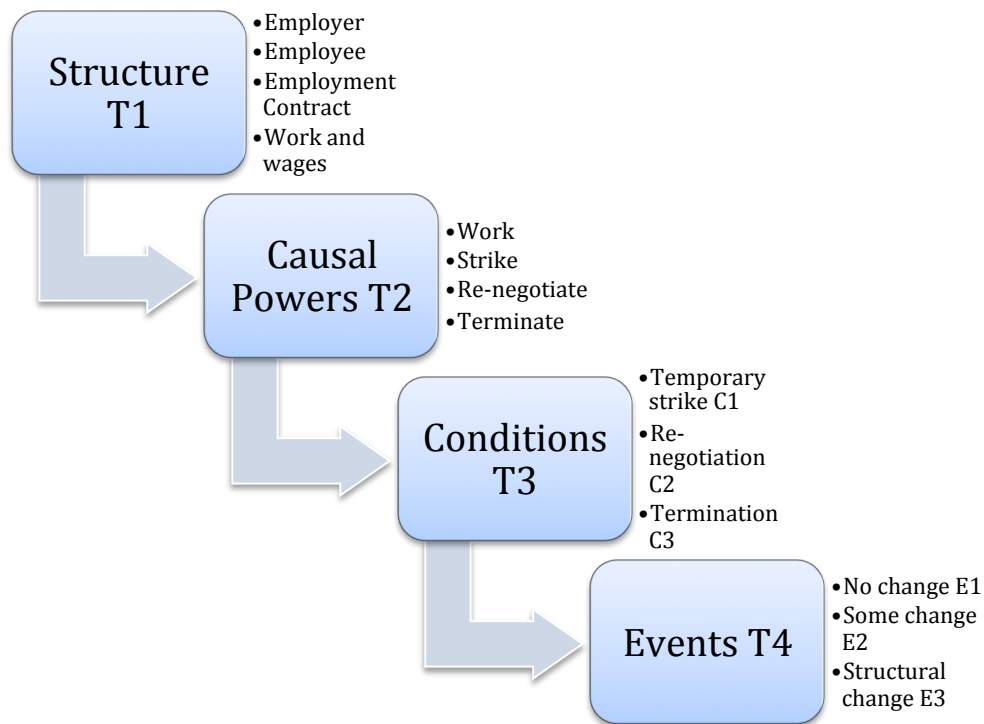 Structure
T1
•Employer
•Employee
•Employment
Contract
•Work and
wages
Causal
Powers T2
•Work
•Strike
•Re-negotiate
•Terminate
Conditions
T3
•Temporary
strike C1
•Re-
negotiation
C2
•Termination
C3
Events T4
•No change E1
•Some change
E2
•Structural
change E3